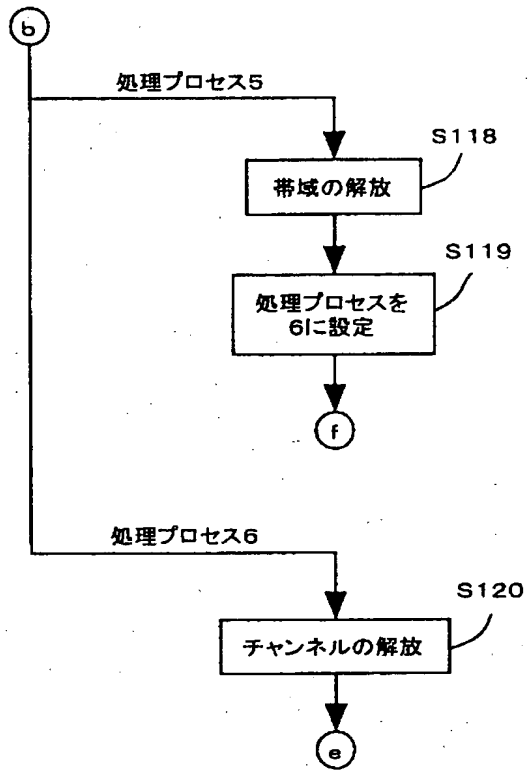 b
処理プロセス5
S118
帯域の解放
S119
処理プロセスを
6に設定
f
処理プロセス6
S120
チャンネルの解放
e